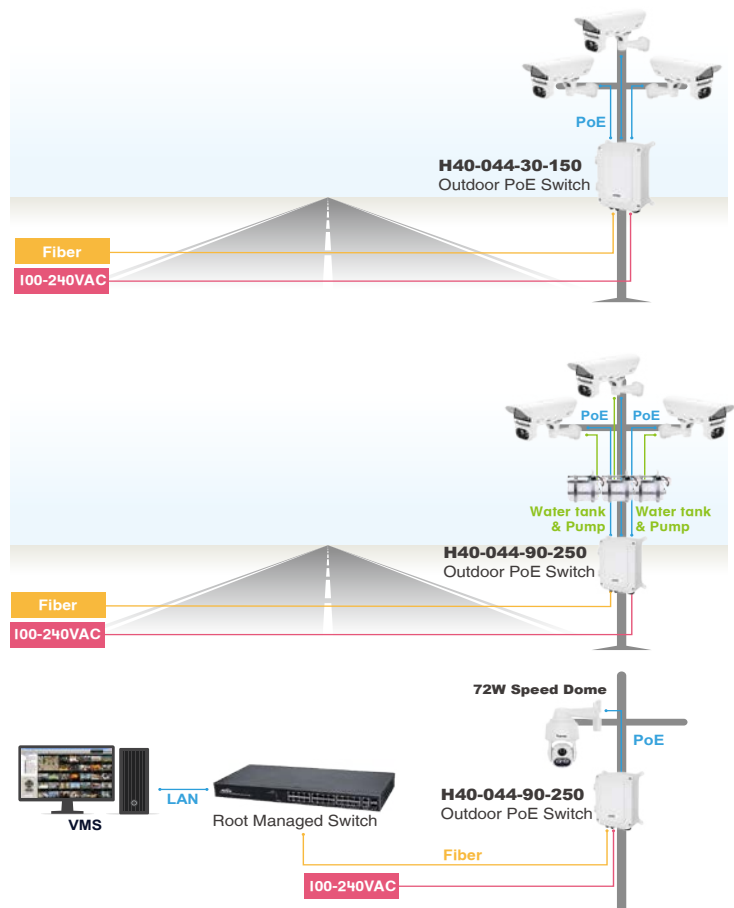 PoE
H40-044-30-150
Outdoor PoE Switch
Fiber
100-240VAC
PoE PoE
Water tank Water tank
& Pump & Pump
H40-044-90-250
Outdoor PoE Switch
Fiber
100-240VAC
72W Speed Dome
PoE
LAN
H40-044-90-250
Outdoor PoE Switch
Root Managed Switch
VMS
Fiber
100-240VAC